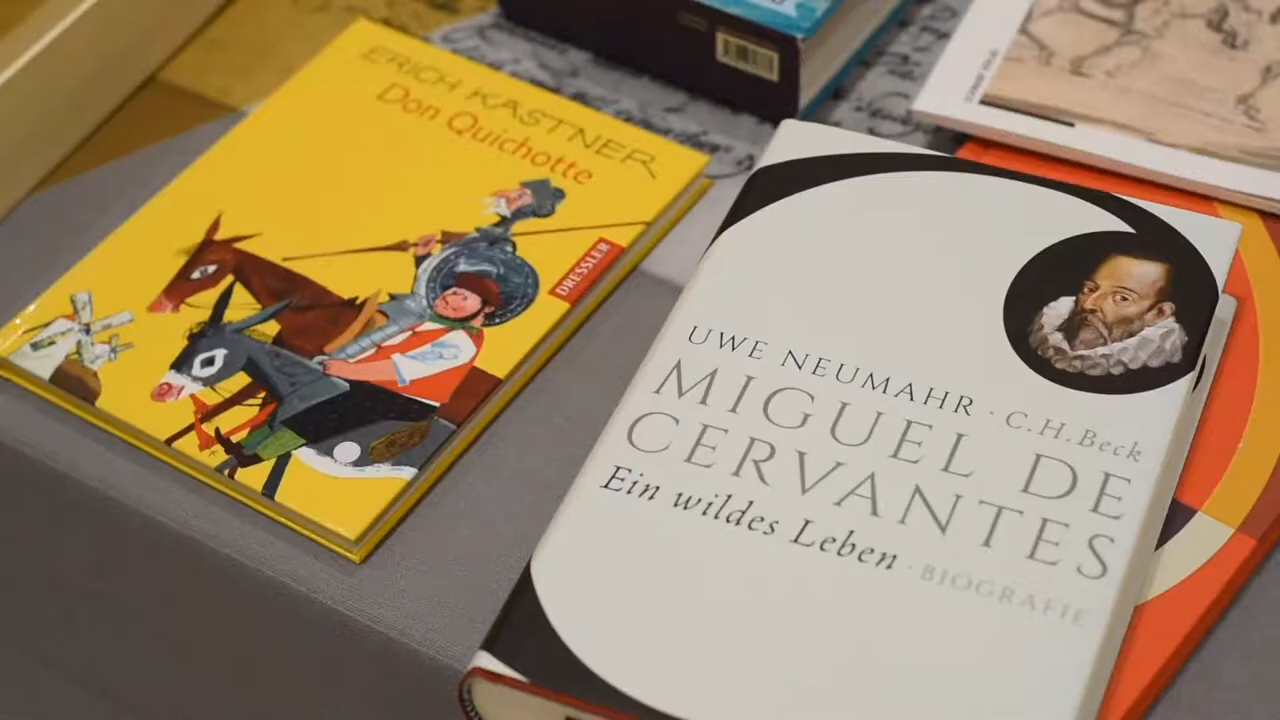 ERICH KÄSTNER
Don Quichotte
DRESSLER
UWE NEUMAHR · C.H.Beck
MIGUEL DE
CERVANTES
Ein wildes Leben · BIOGRAFIE